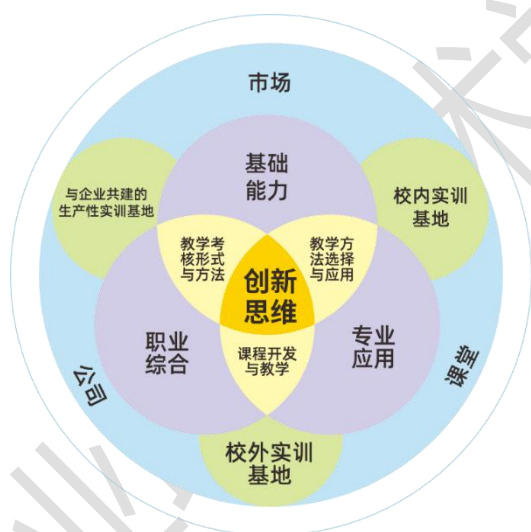 市场
基础
能力
与企业共建的
生产性实训基地
校内实训
基地
教学考
核形式
与方法
教学方
法选择
与应用
创新
思维
职业
综合
专业
应用
课程开发
与教学
公司
课堂
校外实训
基地